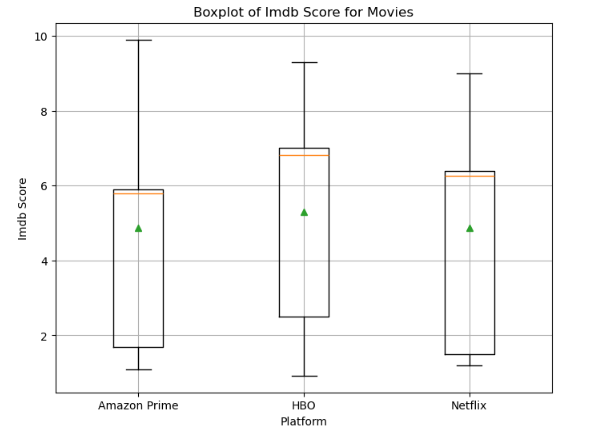 Boxplot of Imdb Score for Movies
10
8
6
4
2
Imdb Score
Amazon Prime
HBO
Netflix
Platform